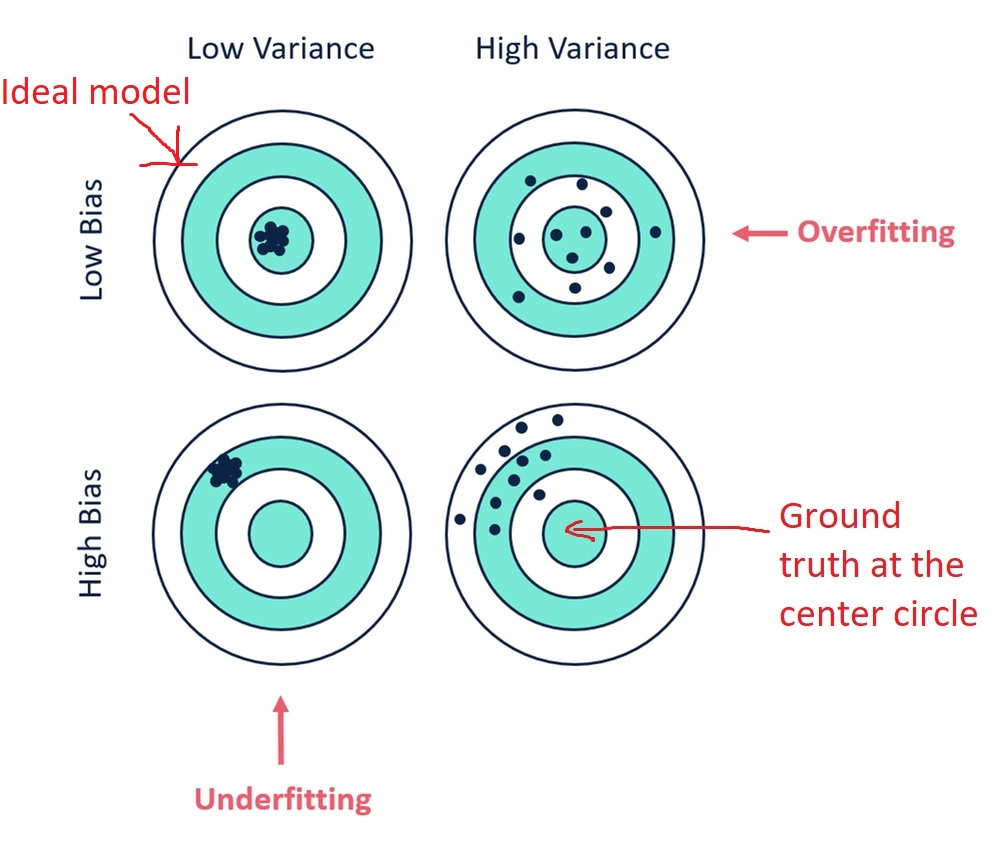 Low Variance
High Variance
Ideal model
Low Bias
Overfitting
High Bias
Ground
truth at the
center circle
Underfitting